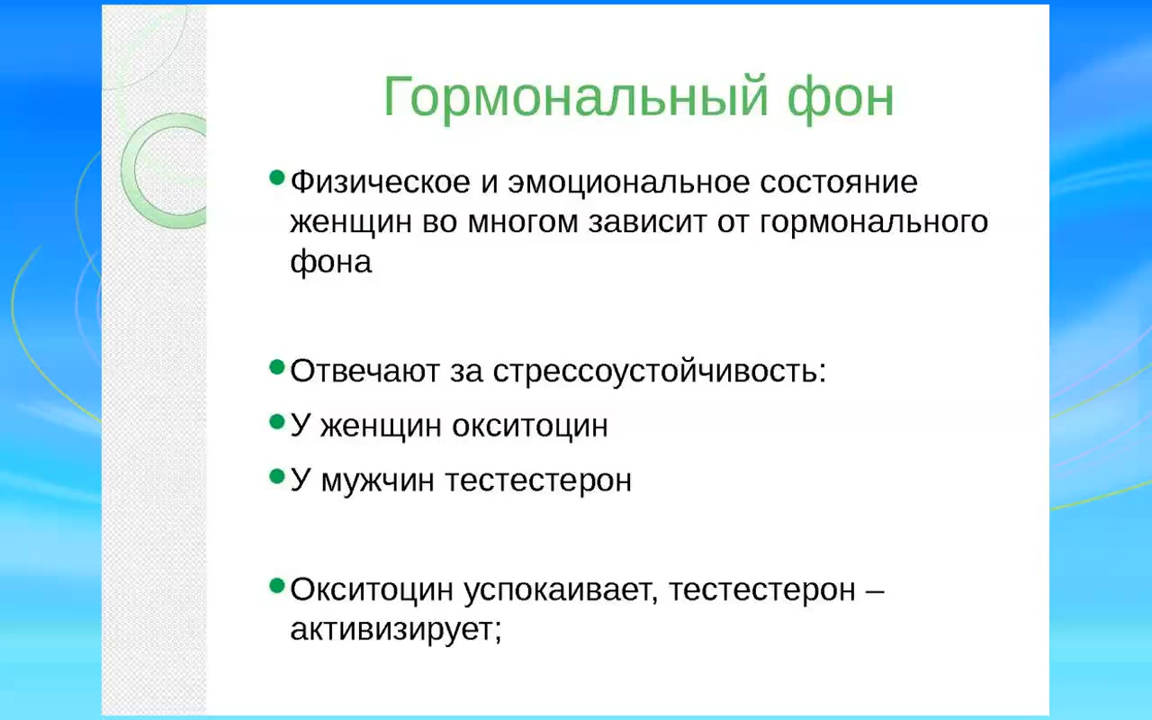 Гормональный фон
•Физическое и эмоциональное состояние
женщин во многом зависит от гормонального
фона
•Отвечают за стрессоустойчивость:
•У женщин окситоцин
•У мужчин тестестерон
•Окситоцин успокаивает, тестестерон –
активизирует;